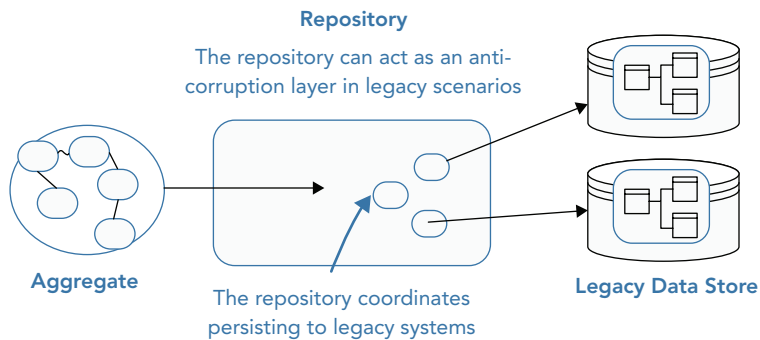 Repository
The repository can act as an anti-
corruption layer in legacy scenarios
Aggregate
Legacy Data Store
The repository coordinates
persisting to legacy systems